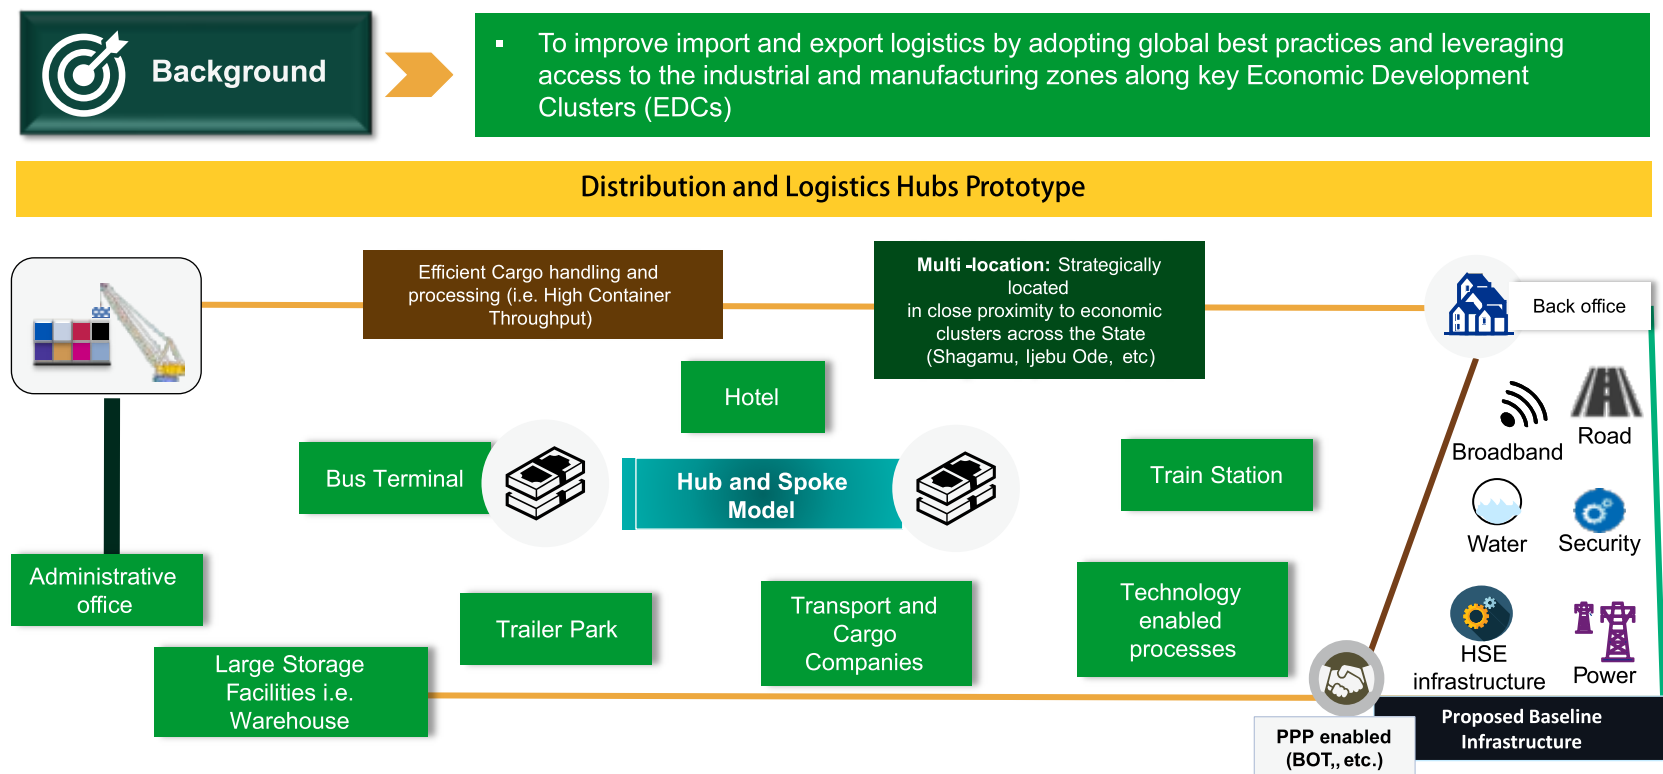 Background
▪ To improve import and export logistics by adopting global best practices and leveraging
access to the industrial and manufacturing zones along key Economic Development
Clusters (EDCs)
Distribution and Logistics Hubs Prototype
Efficient Cargo handling and
processing (i.e. High Container
Throughput)
Multi -location: Strategically
located
in close proximity to economic
clusters across the State
(Shagamu, Ijebu Ode, etc)
Back office
Hotel
Bus Terminal
Hub and Spoke
Model
Train Station
Broadband
Road
Water
Security
HSE
infrastructure
Power
Administrative
office
Trailer Park
Transport and
Cargo
Companies
Technology
enabled
processes
Large Storage
Facilities i.e.
Warehouse
PPP enabled
(BOT,, etc.)
Proposed Baseline
Infrastructure